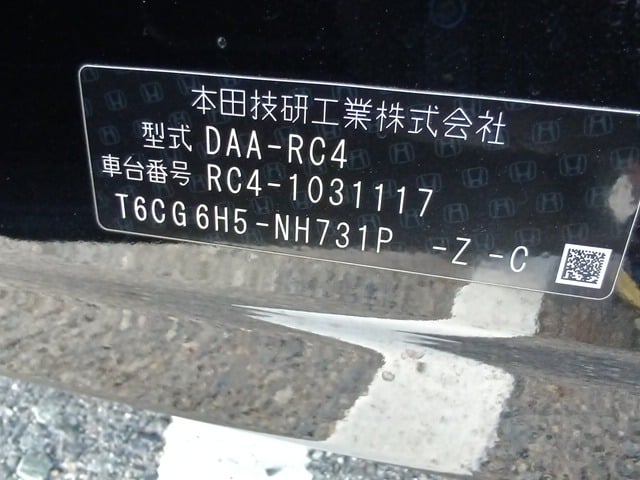 本田技研工業株式会社
型式 DAA-RC4
車台番号 RC4-1031117
T6CG6H5-NH731P -Z-C